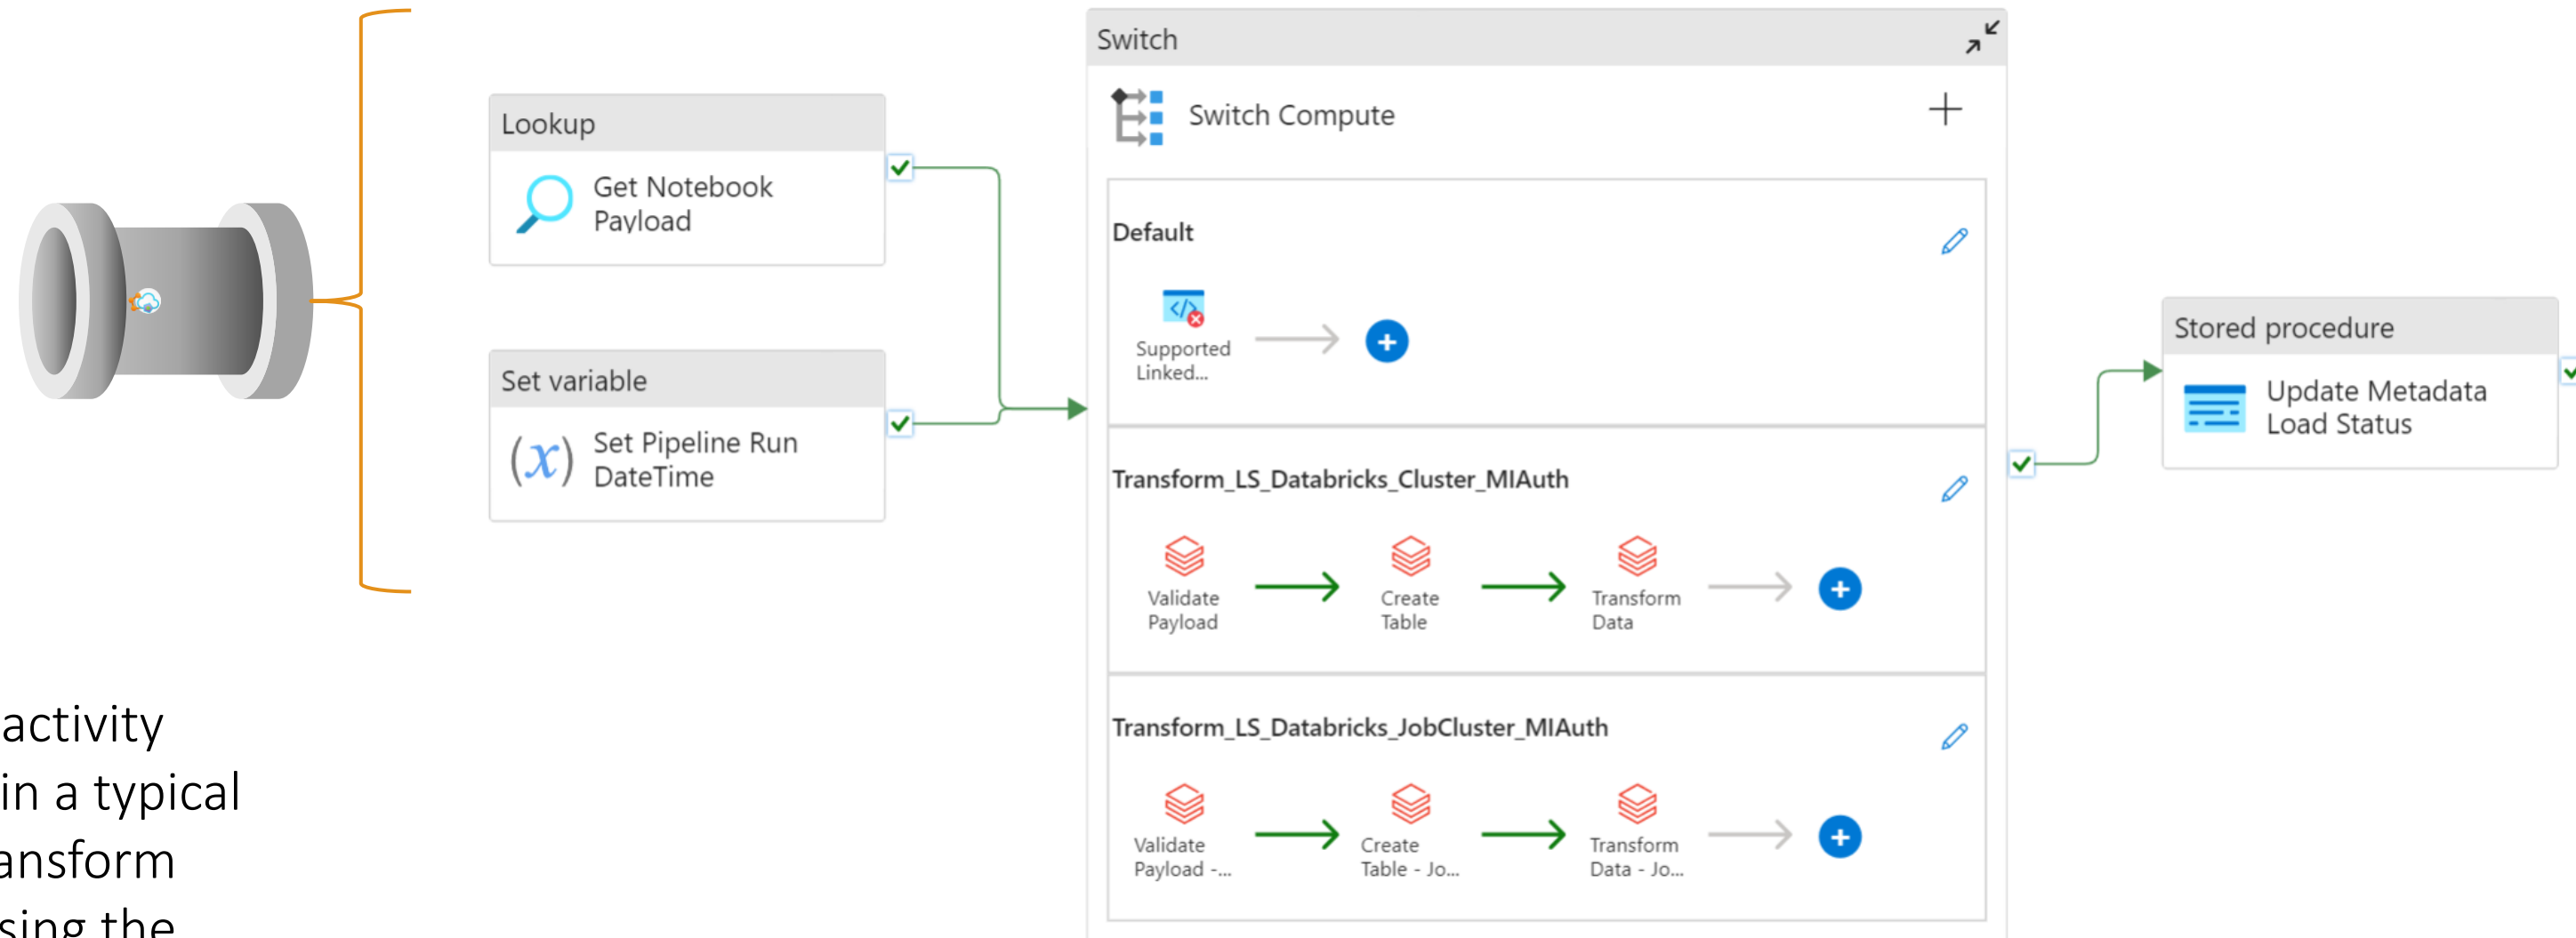 Lookup
Get Notebook
Payload
Set variable
(x)
Set Pipeline Run
DateTime
Switch
Switch Compute
Default
Supported
Linked...
Transform_LS_Databricks_Cluster_MIAuth
Validate
Payload
Create
Table
Transform
Data
Transform_LS_Databricks_JobCluster_MIAuth
Validate
Payload -...
Create
Table - Jo...
Transform
Data - Jo...
Stored procedure
Update Metadata
Load Status
activity
in a typical
ansform
sing the